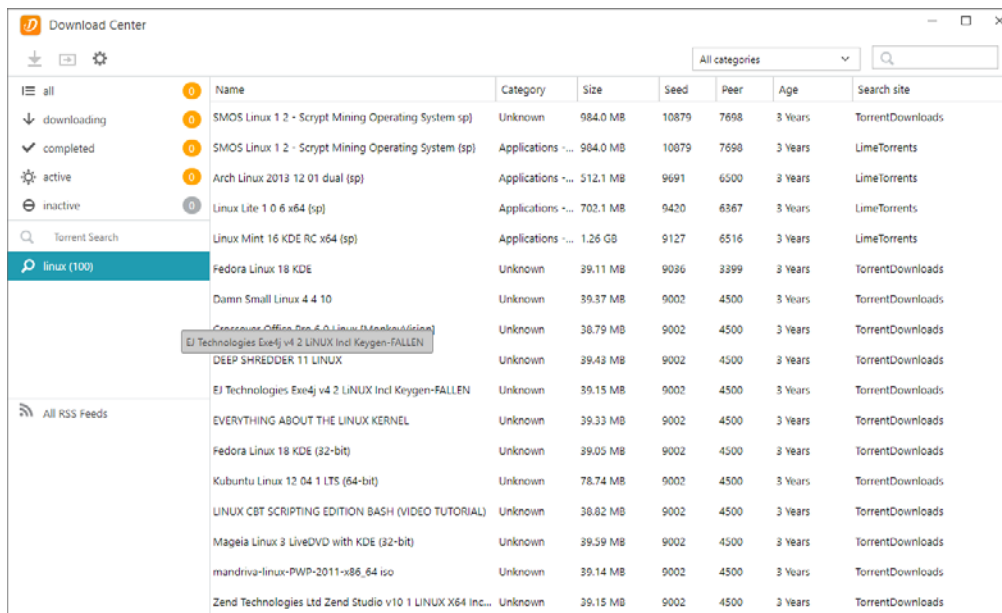 Download Center
All categories
all 0
downloading 0
completed 0
active 0
inactive 0
Torrent Search
linux (100)
All RSS Feeds
Name Category Size Seed Peer Age Search site
SMOS Linux 1 2 - Scrypt Mining Operating System sp} Unknown 984.0 MB 10879 7698 3 Years TorrentDownloads
SMOS Linux 1 2 - Scrypt Mining Operating System {sp} Applications -... 984.0 MB 10879 7698 3 Years LimeTorrents
Arch Linux 2013 12 01 dual {sp} Applications -... 512.1 MB 9691 6500 3 Years LimeTorrents
Linux Lite 1 0 6 x64 {sp} Applications -... 702.1 MB 9420 6367 3 Years LimeTorrents
Linux Mint 16 KDE RC x64 {sp} Applications -... 1.26 GB 9127 6516 3 Years LimeTorrents
Fedora Linux 18 KDE Unknown 39.11 MB 9036 3399 3 Years TorrentDownloads
Damn Small Linux 4 4 10 Unknown 39.37 MB 9002 4500 3 Years TorrentDownloads
Crossover Office Pro 6 0 Linux [MonkeyVision] Unknown 38.79 MB 9002 4500 3 Years TorrentDownloads
EJ Technologies Exe4j v4 2 LiNUX Incl Keygen-FALLEN
DEEP SHREDDER 11 LINUX Unknown 39.43 MB 9002 4500 3 Years TorrentDownloads
EJ Technologies Exe4j v4 2 LiNUX Incl Keygen-FALLEN Unknown 39.15 MB 9002 4500 3 Years TorrentDownloads
EVERYTHING ABOUT THE LINUX KERNEL Unknown 39.33 MB 9002 4500 3 Years TorrentDownloads
Fedora Linux 18 KDE (32-bit) Unknown 39.05 MB 9002 4500 3 Years TorrentDownloads
Kubuntu Linux 12 04 1 LTS (64-bit) Unknown 78.74 MB 9002 4500 3 Years TorrentDownloads
LINUX CBT SCRIPTING EDITION BASH (VIDEO TUTORIAL) Unknown 38.82 MB 9002 4500 3 Years TorrentDownloads
Mageia Linux 3 LiveDVD with KDE (32-bit) Unknown 39.59 MB 9002 4500 3 Years TorrentDownloads
mandriva-linux-PWP-2011-x86_64 iso Unknown 39.14 MB 9002 4500 3 Years TorrentDownloads
Zend Technologies Ltd Zend Studio v10 1 LINUX X64 Inc... Unknown 39.15 MB 9002 4500 3 Years TorrentDownloads